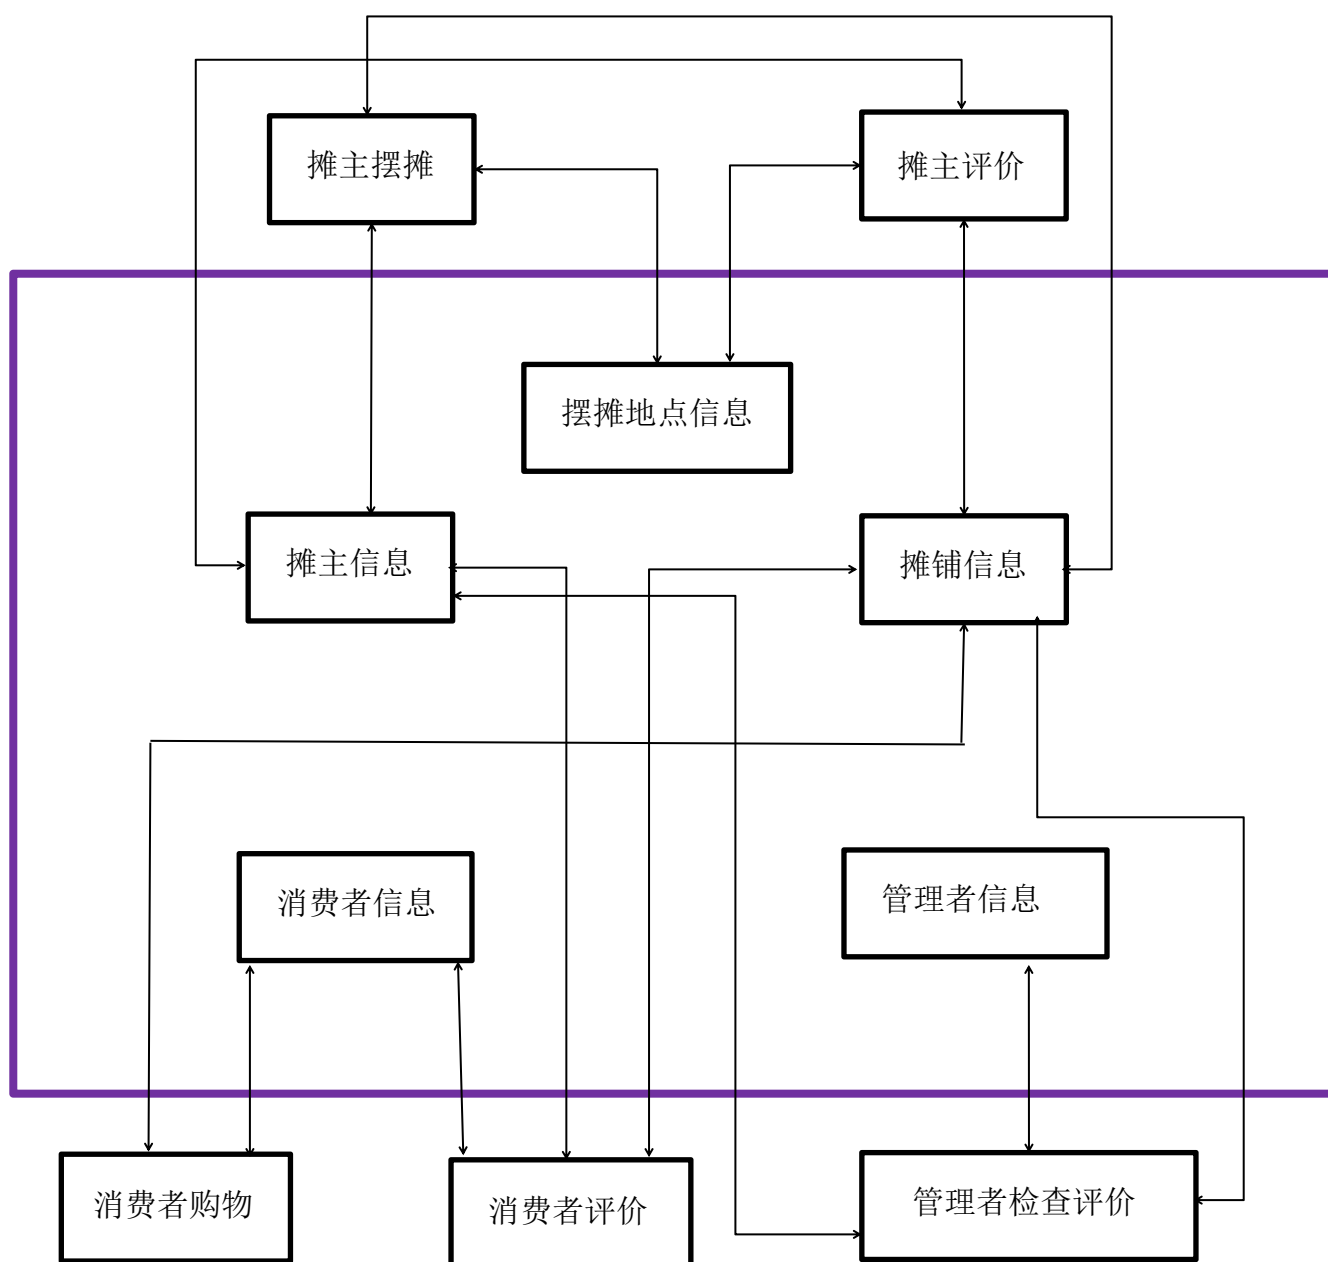 摊主摆摊
摊主评价
摆摊地点信息
摊主信息
摊铺信息
消费者信息
管理者信息
消费者购物
消费者评价
管理者检查评价